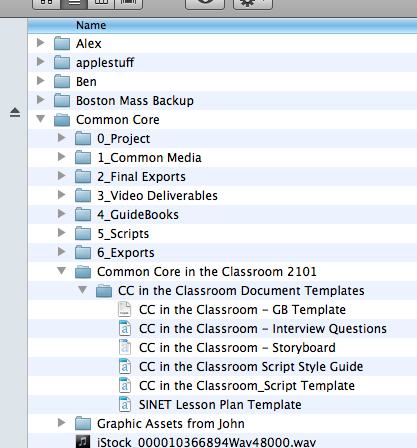 Name
Alex
applestuff
Ben
Boston Mass Backup
Common Core
0_Project
1_Common Media
2_Final Exports
3_Video Deliverables
4_GuideBooks
5_Scripts
6_Exports
Common Core in the Classroom 2101
CC in the Classroom Document Templates
CC in the Classroom – GB Template
CC in the Classroom – Interview Questions
CC in the Classroom – Storyboard
CC in the Classroom Script Style Guide
CC in the Classroom_Script Template
SINET Lesson Plan Template
Graphic Assets from John
iStock_000010366894Wav48000.wav